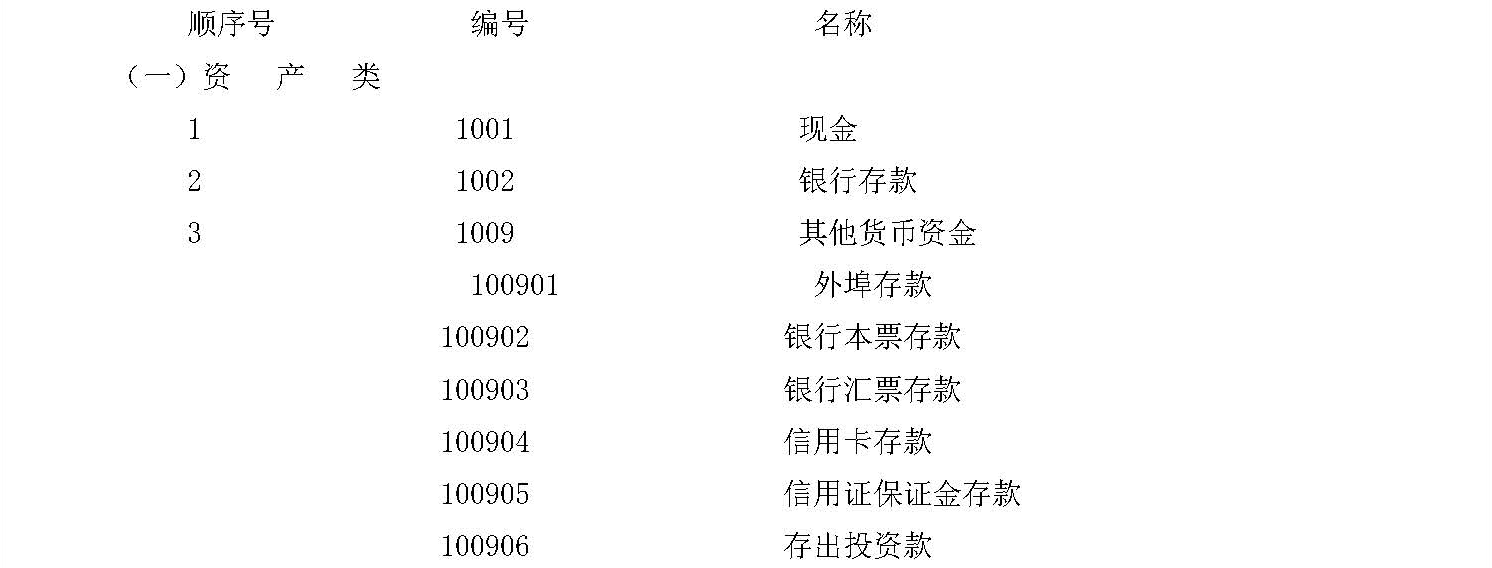 顺序号 编号 名称
（一）资 产 类
1 1001 现金
2 1002 银行存款
3 1009 其他货币资金
100901 外埠存款
100902 银行本票存款
100903 银行汇票存款
100904 信用卡存款
100905 信用证保证金存款
100906 存出投资款